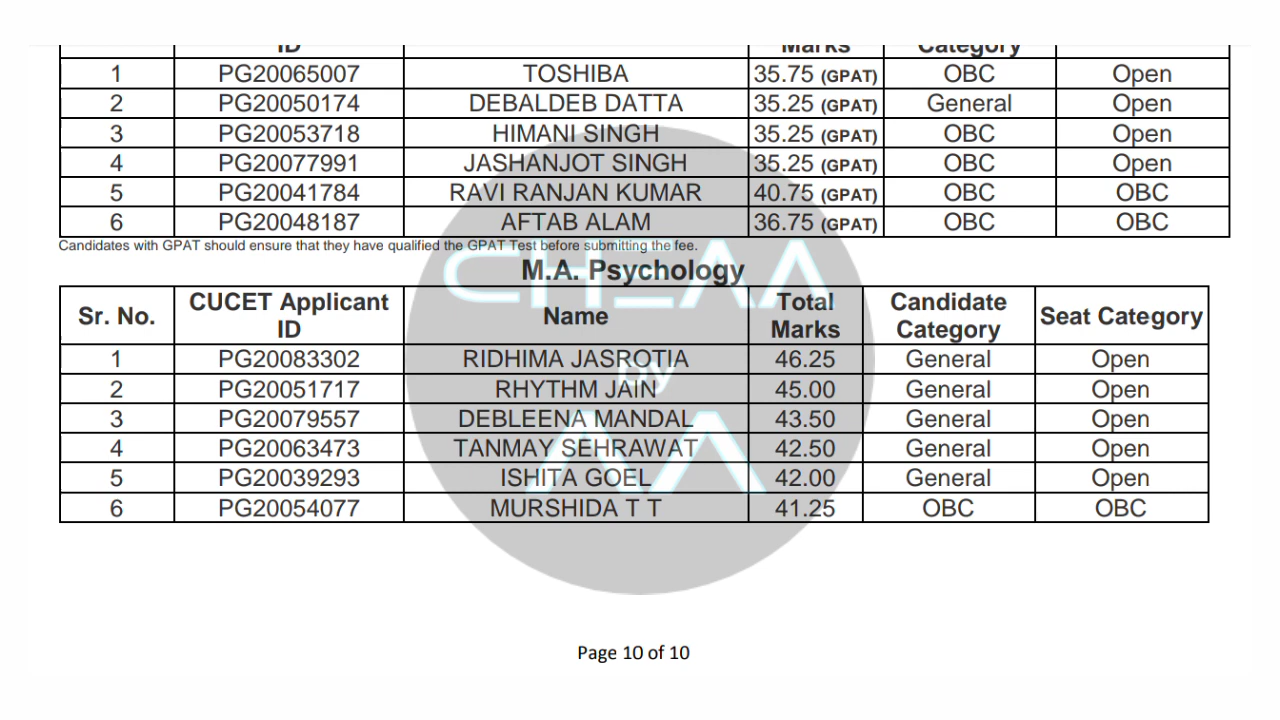 ID Marks Category
1 PG20065007 TOSHIBA 35.75 (GPAT) OBC Open
2 PG20050174 DEBALDEB DATTA 35.25 (GPAT) General Open
3 PG20053718 HIMANI SINGH 35.25 (GPAT) OBC Open
4 PG20077991 JASHANJOT SINGH 35.25 (GPAT) OBC Open
5 PG20041784 RAVI RANJAN KUMAR 40.75 (GPAT) OBC OBC
6 PG20048187 AFTAB ALAM 36.75 (GPAT) OBC OBC
Candidates with GPAT should ensure that they have qualified the GPAT Test before submitting the fee.
M.A. Psychology
Sr. No. CUCET Applicant ID Name Total Marks Candidate Category Seat Category
1 PG20083302 RIDHIMA JASROTIA 46.25 General Open
2 PG20051717 RHYTHM JAIN 45.00 General Open
3 PG20079557 DEBLEENA MANDAL 43.50 General Open
4 PG20063473 TANMAY SEHRAWAT 42.50 General Open
5 PG20039293 ISHITA GOEL 42.00 General Open
6 PG20054077 MURSHIDA T T 41.25 OBC OBC
CHEAA
by
AA
Page 10 of 10